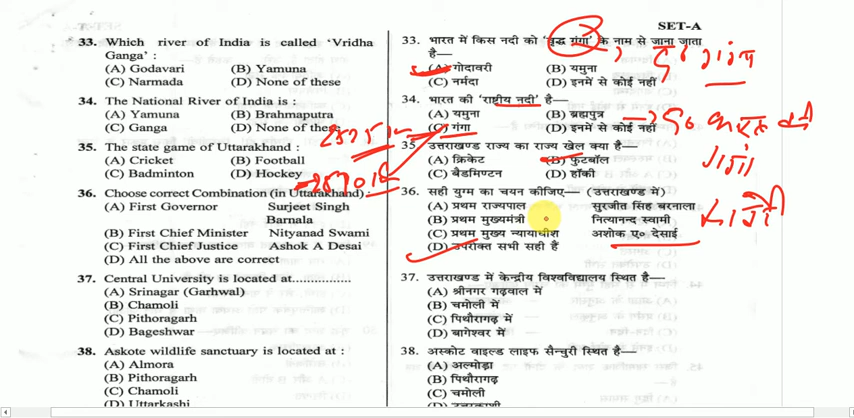 SET-A
33. Which river of India is called 'Vridha
Ganga' :
(A) Godavari (B) Yamuna
(C) Narmada (D) None of these
34. The National River of India is :
(A) Yamuna (B) Brahmaputra
(C) Ganga (D) None of these
35. The state game of Uttarakhand :
(A) Cricket (B) Football
(C) Badminton (D) Hockey
36. Choose correct Combination (in Uttarakhand) :
(A) First Governor Surjeet Singh
Barnala
(B) First Chief Minister Nityanad Swami
(C) First Chief Justice Ashok A Desai
(D) All the above are correct
37. Central University is located at..............
(A) Srinagar (Garhwal)
(B) Chamoli
(C) Pithoragarh
(D) Bageshwar
38. Askote wildlife sanctuary is located at :
(A) Almora
(B) Pithoragarh
(C) Chamoli
(D) Uttarkashi
33. भारत में किस नदी को 'वृद्ध गंगा' के नाम से जाना जाता
है—
(A) गोदावरी (B) यमुना
(C) नर्मदा (D) इनमें से कोई नहीं
34. भारत की 'राष्ट्रीय नदी' है—
(A) यमुना (B) ब्रह्मपुत्र
(C) गंगा (D) इनमें से कोई नहीं
35. उत्तराखण्ड राज्य का राज्य खेल क्या है—
(A) क्रिकेट (B) फुटबॉल
(C) बैडमिण्टन (D) हॉकी
36. सही युग्म का चयन कीजिए— (उत्तराखण्ड में)
(A) प्रथम राज्यपाल सुरजीत सिंह बरनाला
(B) प्रथम मुख्यमंत्री नित्यानन्द स्वामी
(C) प्रथम मुख्य न्यायाधीश अशोक ए० देसाई
(D) उपरोक्त सभी सही हैं
37. उत्तराखण्ड में केन्द्रीय विश्वविद्यालय स्थित है—
(A) श्रीनगर गढ़वाल में
(B) चमोली में
(C) पिथौरागढ़ में
(D) बागेश्वर में
38. अस्कोट वाइल्ड लाइफ सैन्चुरी स्थित है—
(A) अल्मोड़ा
(B) पिथौरागढ़
(C) चमोली
(D) उत्तरकाशी